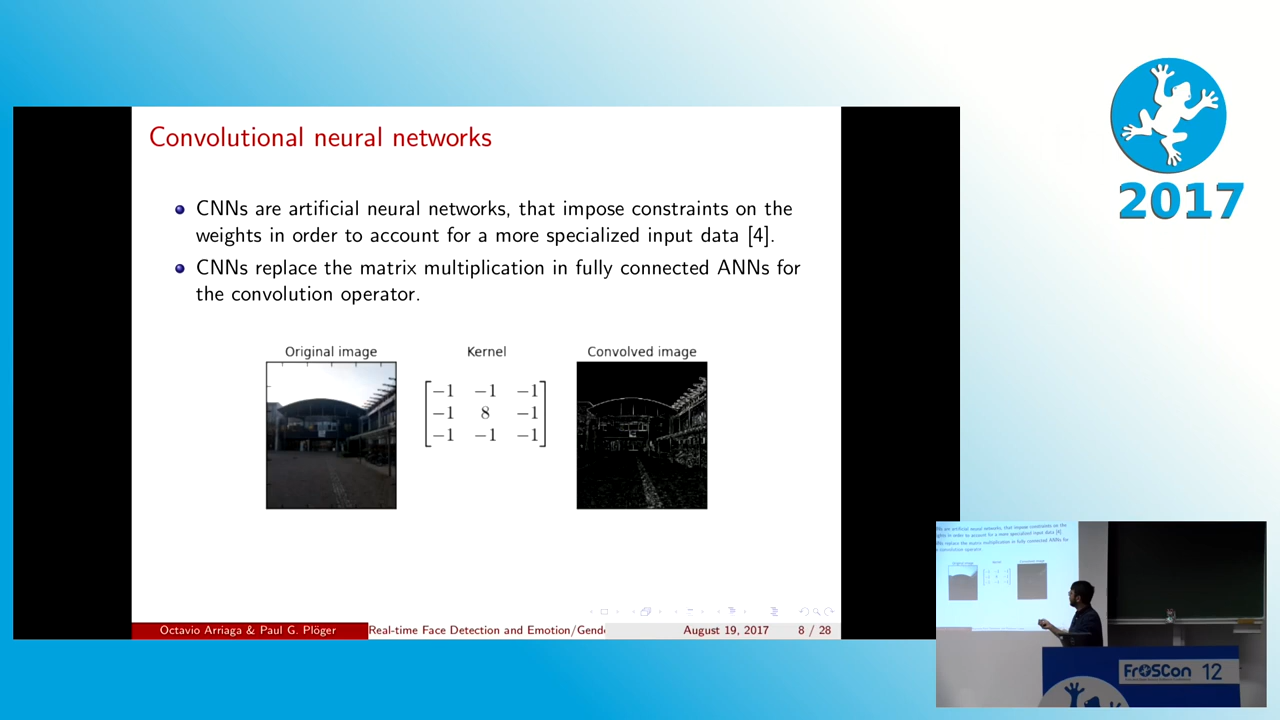 Convolutional neural networks
CNNs are artificial neural networks, that impose constraints on the
weights in order to account for a more specialized input data [4].
CNNs replace the matrix multiplication in fully connected ANNs for
the convolution operator.
Original image
Kernel
Convolved image
−1 −1 −1
−1 8 −1
−1 −1 −1
Octavio Arriaga & Paul G. Plöger
Real-time Face Detection and Emotion/Gend
August 19, 2017
8 / 28
2017
FrOSCon 12